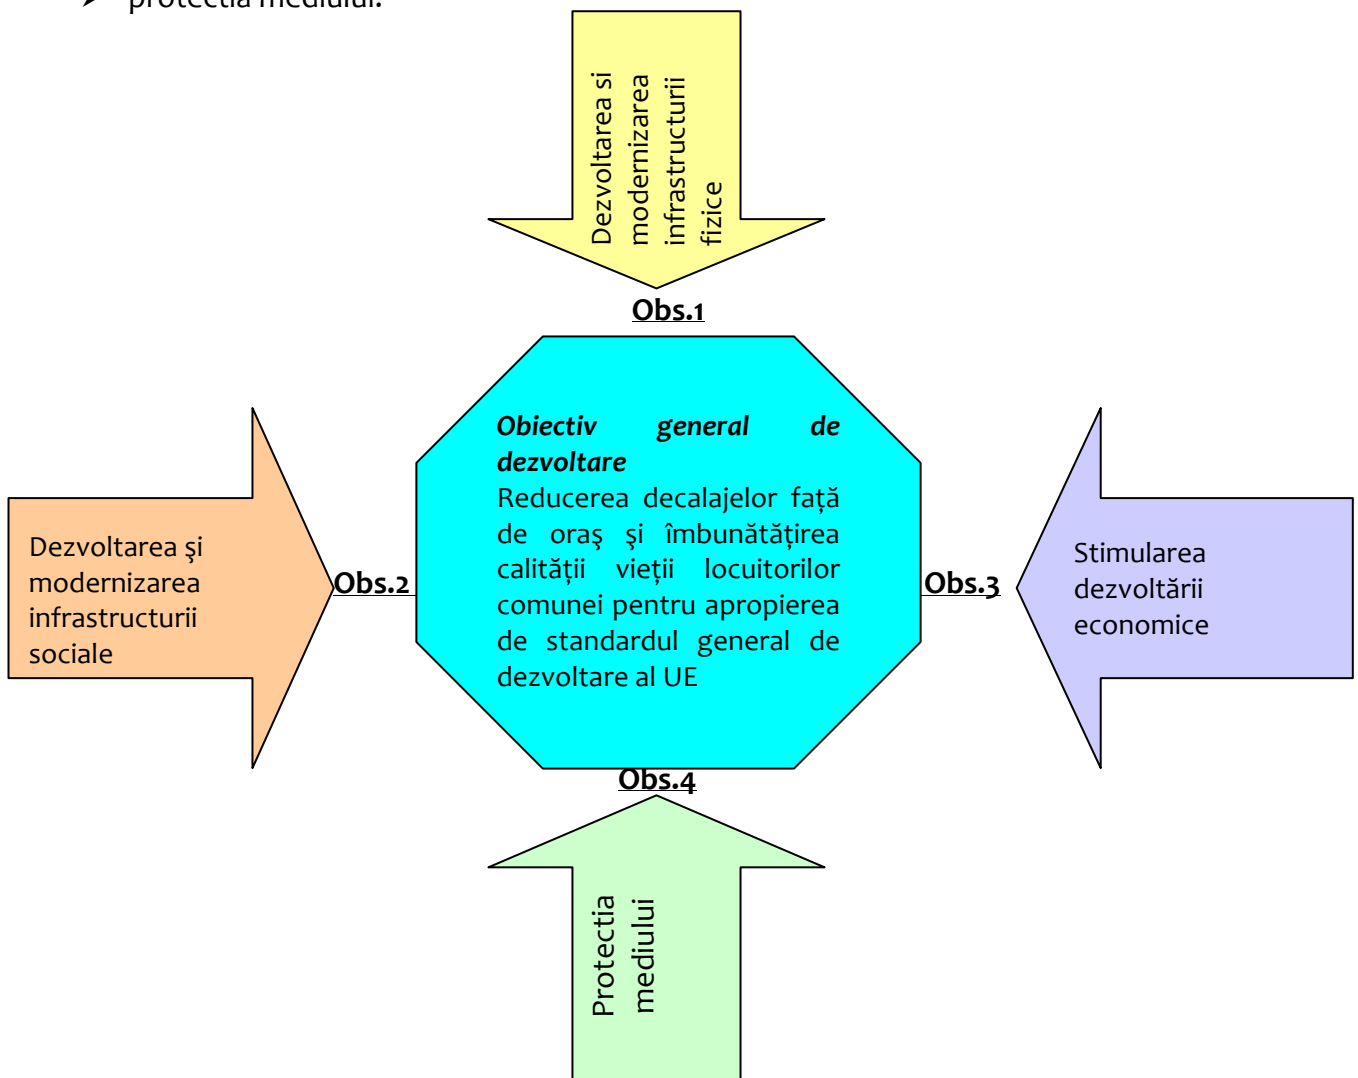 ➢ protectia mediului.
Dezvoltarea si
modernizarea
infrastructurii
fizice
Obs.1
Obiectiv general de
dezvoltare
Reducerea decalajelor față
de oraş şi îmbunătățirea
calității vieții locuitorilor
comunei pentru apropierea
de standardul general de
dezvoltare al UE
Dezvoltarea şi
modernizarea
infrastructurii
sociale
Obs.2
Obs.3
Stimularea
dezvoltării
economice
Obs.4
Protectia
mediului